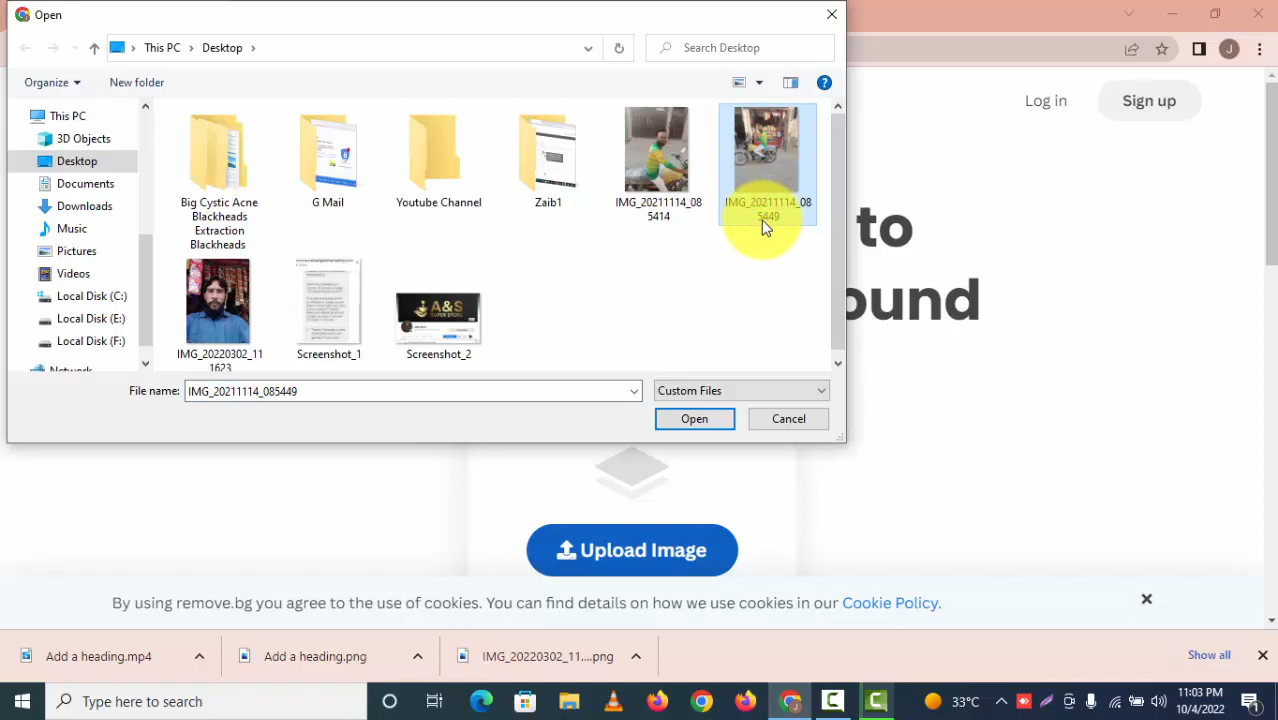 Open
This PC
Desktop
Search Desktop
Organize
New folder
This PC
3D Objects
Desktop
Documents
Downloads
Music
Pictures
Videos
Local Disk (C:)
Local Disk (E:)
Local Disk (F:)
Network
Big Cystic Acne
Blackheads
Extraction
Blackheads
G Mail
Youtube Channel
Zaib1
IMG_20211114_08
5414
IMG_20211114_08
5449
IMG_20220302_11
1623
Screenshot_1
Screenshot_2
A&S
File name:
IMG_20211114_085449
Custom Files
Open
Cancel
J
Log in
Sign up
to
ound
Upload Image
By using remove.bg you agree to the use of cookies. You can find details on how we use cookies in our Cookie Policy.
Add a heading.mp4
Add a heading.png
IMG_20220302_11....png
Show all
Type here to search
33°C
11:03 PM
10/4/2022
1